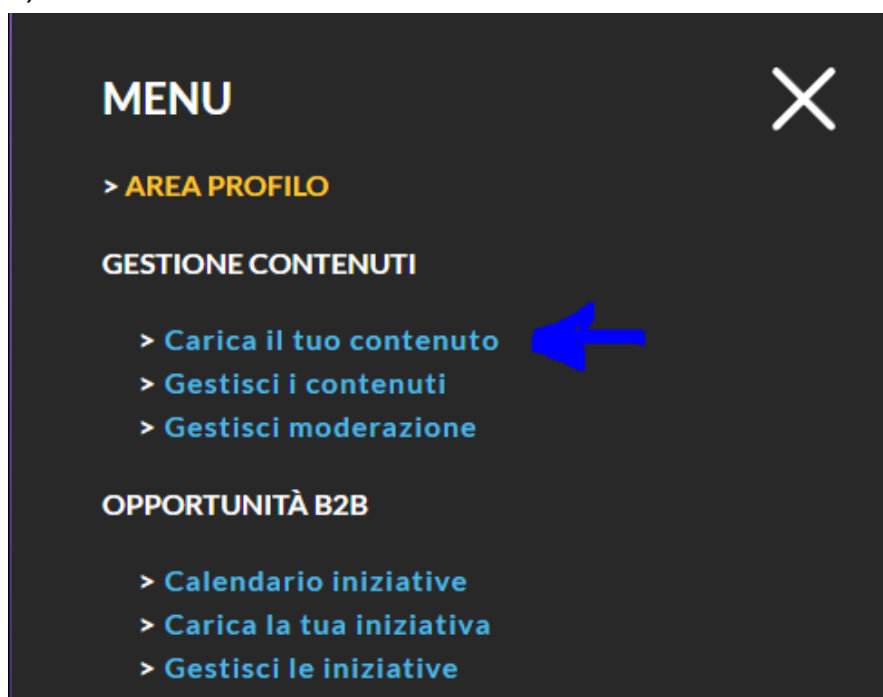 MENU
> AREA PROFILO
GESTIONE CONTENUTI
> Carica il tuo contenuto
> Gestisci i contenuti
> Gestisci moderazione
OPPORTUNITÀ B2B
> Calendario iniziative
> Carica la tua iniziativa
> Gestisci le iniziative